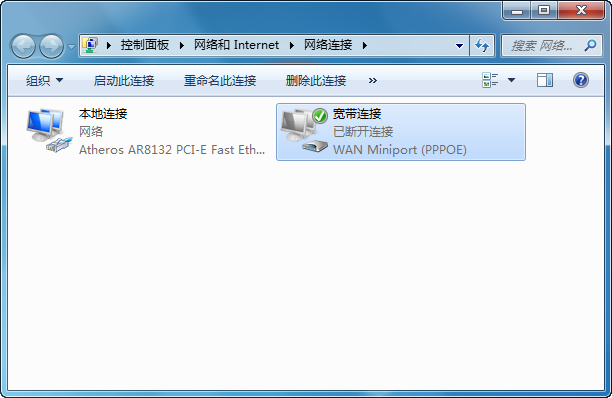 控制面板 网络和 Internet 网络连接 搜索 网络...
组织 启动此连接 重命名此连接 删除此连接 »
本地连接
网络
Atheros AR8132 PCI-E Fast Eth...
宽带连接
已断开连接
WAN Miniport (PPPOE)